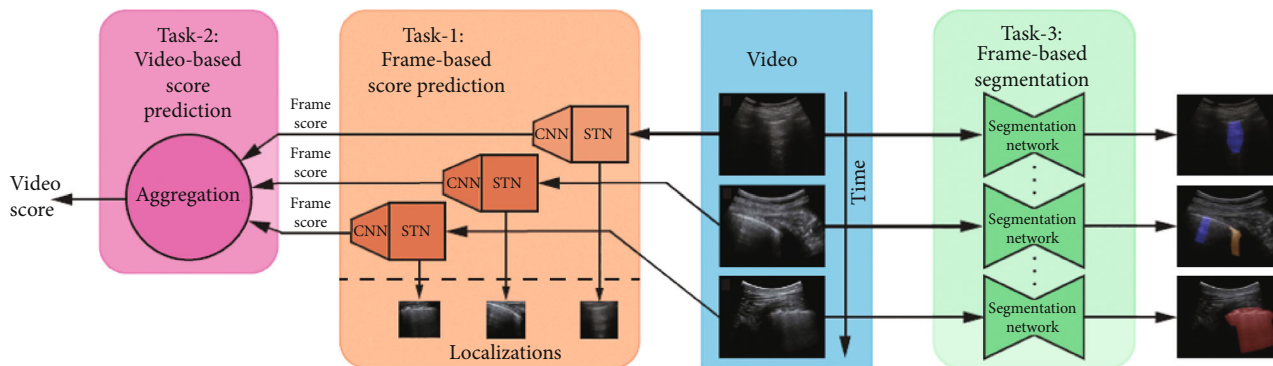 Task-2:
Video-based
score
prediction
Aggregation
Video
score
Task-1:
Frame-based
score prediction
Frame
score
Frame
score
Frame
score
CNN
STN
CNN
STN
CNN
STN
Localizations
Video
Time
Task-3:
Frame-based
segmentation
Segmentation
network
Segmentation
network
Segmentation
network